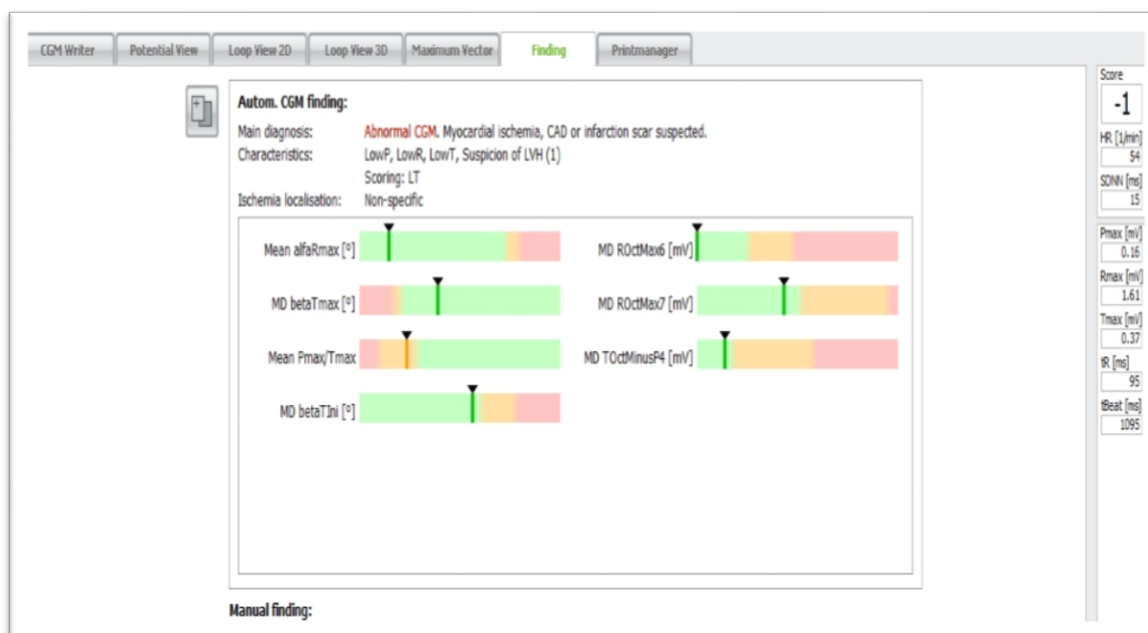 CGM Writer
Potential View
Loop View 2D
Loop View 3D
Maximum Vector
Finding
Printmanager
Autom. CGM finding:
Main diagnosis: Abnormal CGM. Myocardial ischemia, CAD or infarction scar suspected.
Characteristics: LowP, LowR, LowT, Suspicion of LVH (1)
Scoring: LT
Ischemia localisation: Non-specific
Mean alfaRmax [°]
MD betaTmax [°]
Mean Pmax/Tmax
MD betaTIni [°]
MD ROctMax6 [mV]
MD ROctMax7 [mV]
MD TOctMinusP4 [mV]
Manual finding:
Score
-1
HR [1/min]
54
SDNN [ms]
15
Pmax [mV]
0.16
Rmax [mV]
1.61
Tmax [mV]
0.37
tR [ms]
95
tBeat [ms]
1095